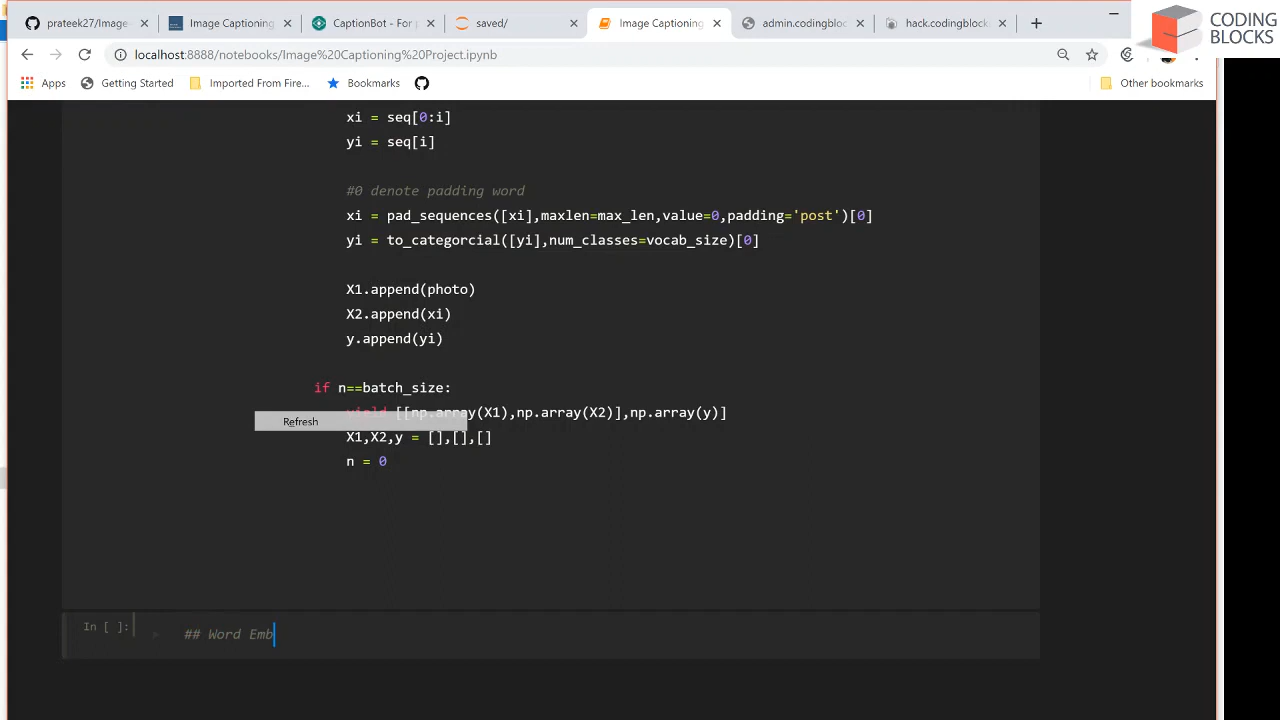 prateek27/Image-
Image Captioning
CaptionBot - For p
saved/
Image Captioning
admin.codingbloc
hack.codingblocks
CODING
BLOCKS
localhost:8888/notebooks/Image%20Captioning%20Project.ipynb
Apps
Getting Started
Imported From Fire...
Bookmarks
Other bookmarks
xi = seq[0:i]
yi = seq[i]
#0 denote padding word
xi = pad_sequences([xi],maxlen=max_len,value=0,padding='post')[0]
yi = to_categorcial([yi],num_classes=vocab_size)[0]
X1.append(photo)
X2.append(xi)
y.append(yi)
if n==batch_size:
yield [[np.array(X1),np.array(X2)],np.array(y)]
Refresh
X1,X2,y = [],[],[]
n = 0
In [ ]:
## Word Emb